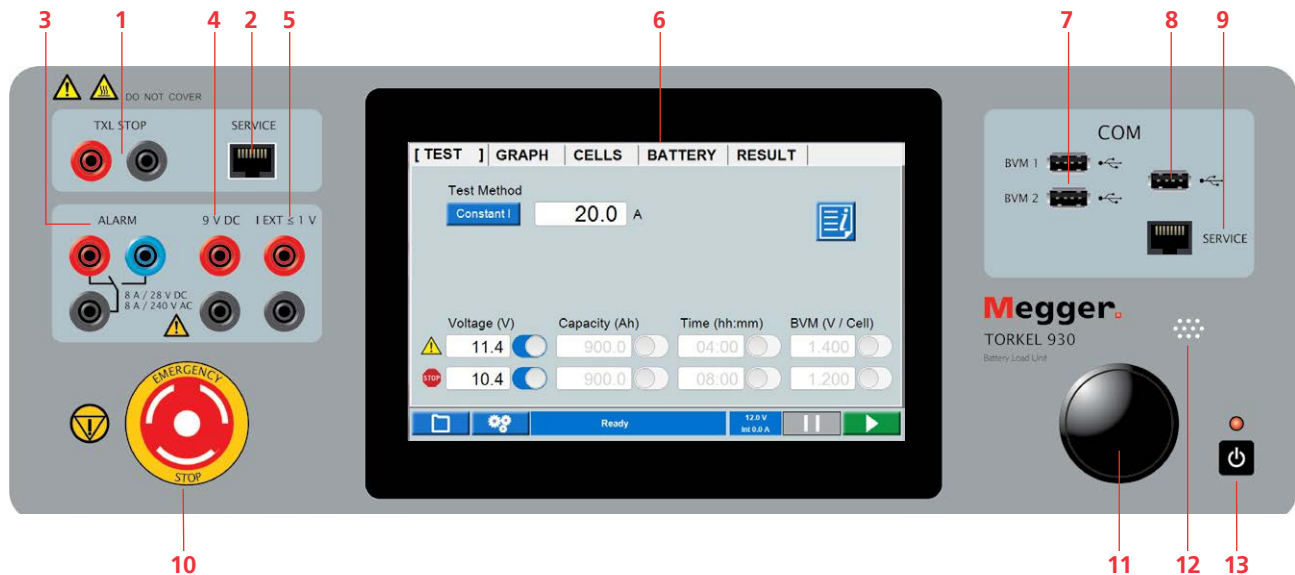 3 1 4 2 5 6 7 8 9
DO NOT COVER
TXL STOP SERVICE
ALARM 9 V DC I EXT ≤ 1 V
8 A / 28 V DC
8 A / 240 V AC
EMERGENCY
STOP
[ TEST ] GRAPH CELLS BATTERY RESULT
Test Method
Constant I 20.0 A
i
Voltage (V) Capacity (Ah) Time (hh:mm) BVM (V / Cell)
11.4 900.0 04:00 1.400
STOP 10.4 900.0 08:00 1.200
Ready 12.0 V
Int 0.0 A
COM
BVM 1
BVM 2
SERVICE
Megger.
TORKEL 930
Battery Load Unit
10 11 12 13